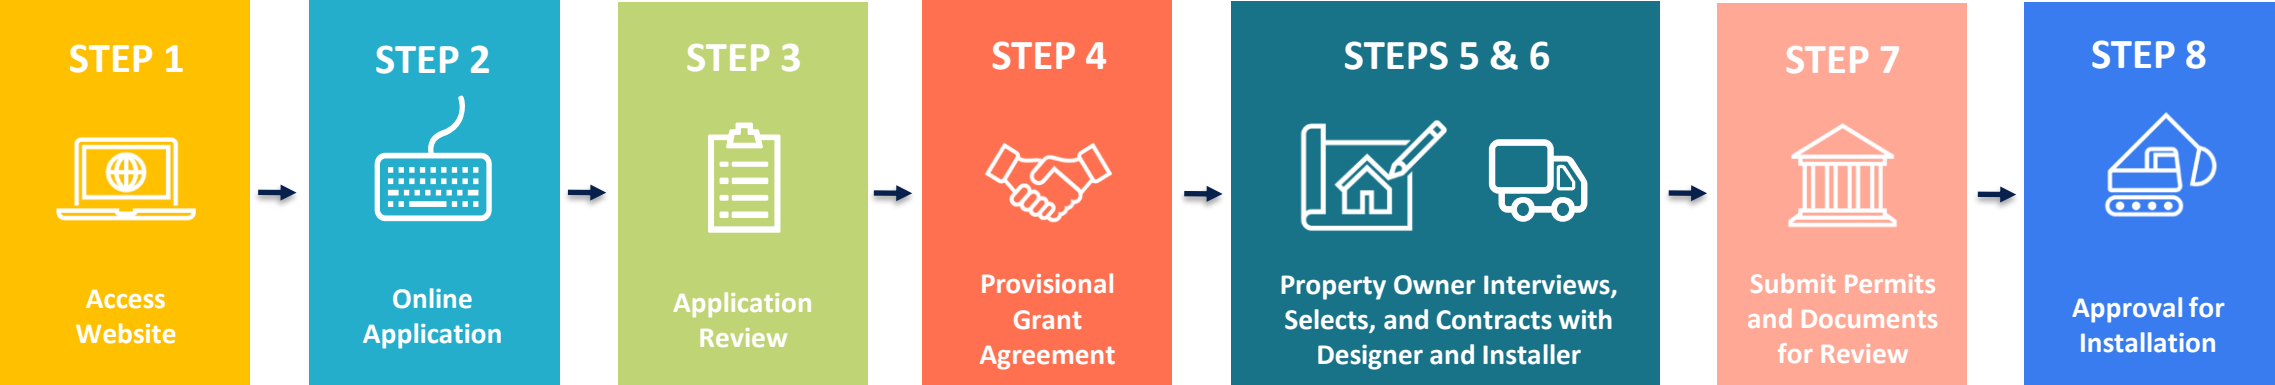 STEP 1
Access
Website
STEP 2
Online
Application
STEP 3
Application
Review
STEP 4
Provisional
Grant
Agreement
STEPS 5 & 6
Property Owner Interviews,
Selects, and Contracts with
Designer and Installer
STEP 7
Submit Permits
and Documents
for Review
STEP 8
Approval for
Installation